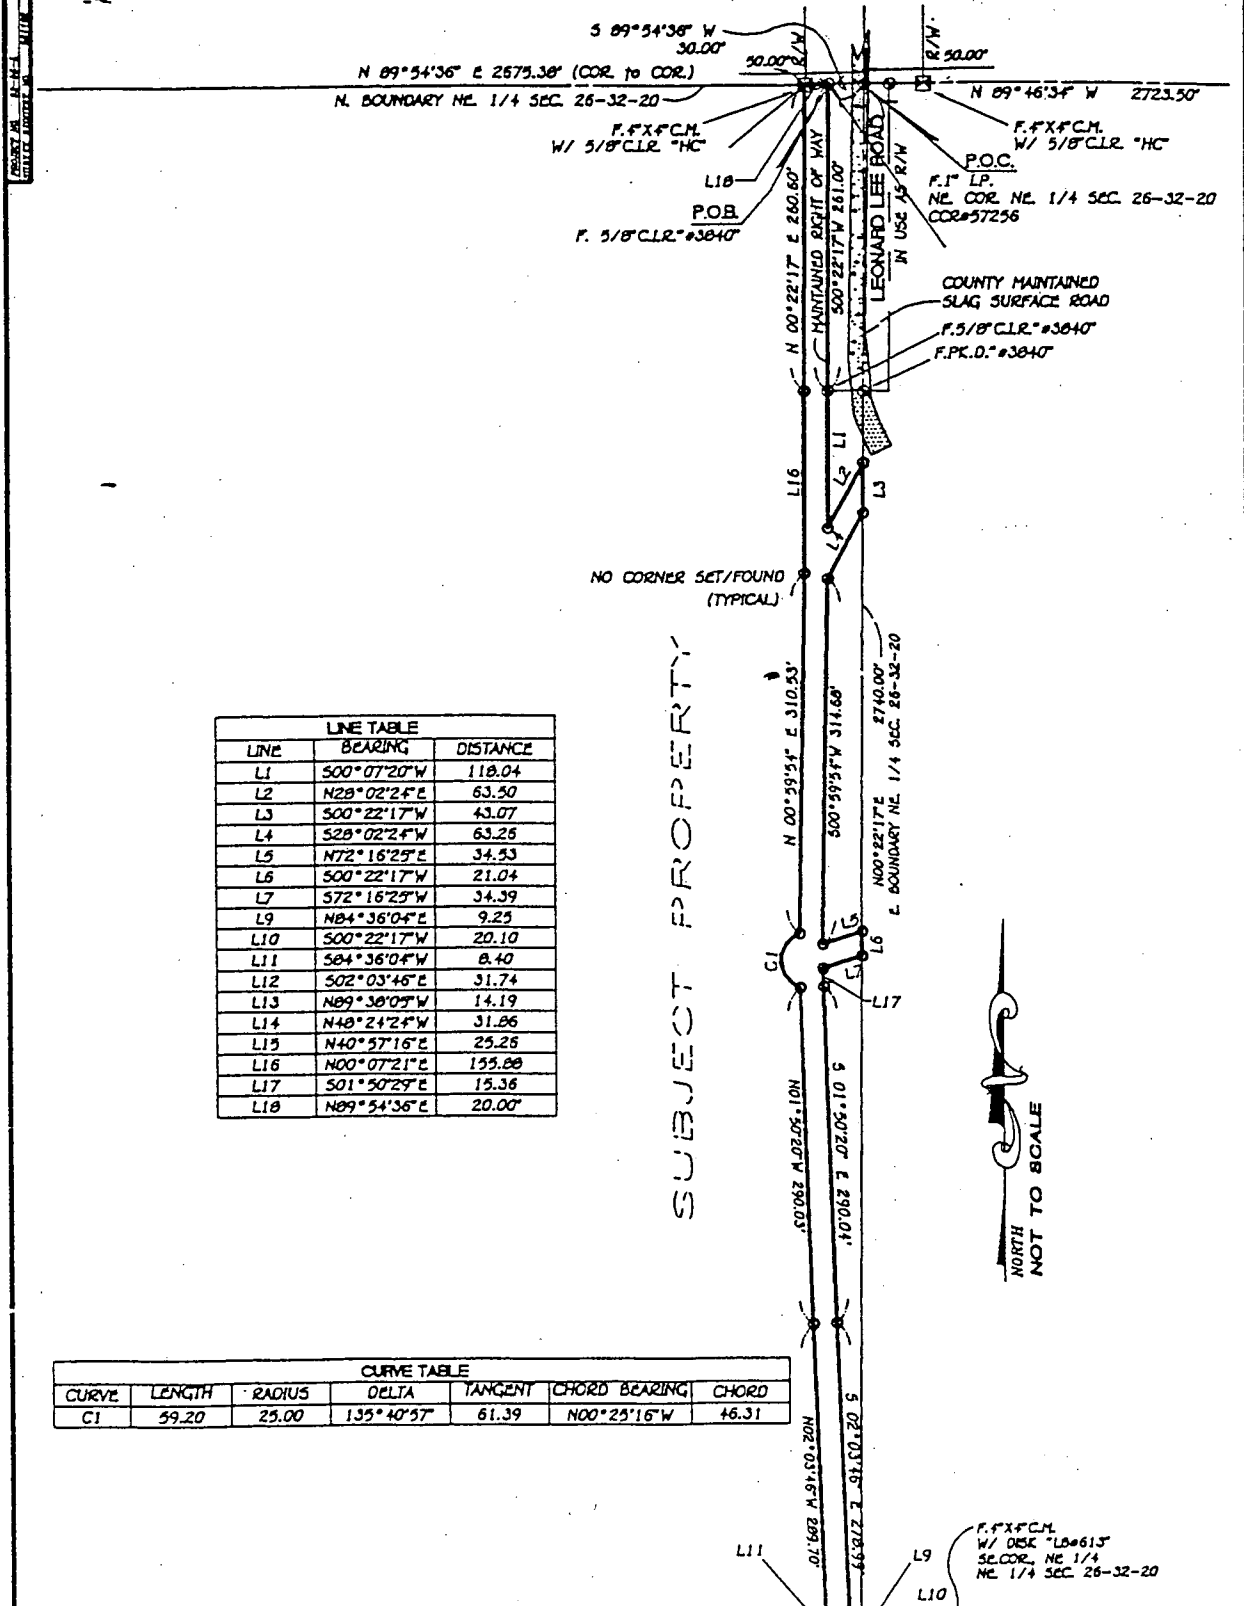 S 89°54'36" W
30.00'
R/W
50.00'
R/W
50.00'
N 89°54'36" E 2675.38' (COR. to COR.)
N. BOUNDARY NE. 1/4 SEC. 26-32-20
N 89°46'34" W 2723.50'
F.4"X4"C.M.
W/ 5/8"C.I.R. "HC"
F.4"X4"C.M.
W/ 5/8"C.I.R. "HC"
L18
P.O.B.
F. 5/8"C.I.R."#3840"
P.O.C.
F.1" I.P.
NE. COR. NE. 1/4 SEC. 26-32-20
CCR#57256
N 00°22'17" E 260.60'
MAINTAINED RIGHT OF WAY
S00°22'17"W 261.00'
LEONARD LEE ROAD
IN USE AS R/W
COUNTY MAINTAINED
SLAG SURFACE ROAD
F.5/8"C.I.R."#3840"
F.PK.D."#3840"
L1
L2
L16
L3
L4
NO CORNER SET/FOUND
(TYPICAL)
SUBJECT PROPERTY
N 00°59'54" E 310.53'
S00°59'54"W 314.68'
N00°22'17"E 2740.00'
E. BOUNDARY NE. 1/4 SEC. 26-32-20
LINE TABLE
LINE BEARING DISTANCE
L1 S00°07'20"W 118.04
L2 N28°02'24"E 63.50
L3 S00°22'17"W 43.07
L4 S28°02'24"W 63.26
L5 N72°16'25"E 34.53
L6 S00°22'17"W 21.04
L7 S72°16'25"W 34.39
L9 N84°36'04"E 9.25
L10 S00°22'17"W 20.10
L11 S84°36'04"W 8.40
L12 S02°03'46"E 31.74
L13 N89°38'05"W 14.19
L14 N48°24'24"W 31.86
L15 N40°57'16"E 25.26
L16 N00°07'21"E 155.88
L17 S01°50'29"E 15.36
L18 N89°54'36"E 20.00'
C1
L5
L6
L7
L17
N01°50'20"W 290.03'
S 01°50'20" E 290.04'
NORTH
NOT TO SCALE
CURVE TABLE
CURVE LENGTH RADIUS DELTA TANGENT CHORD BEARING CHORD
C1 59.20 25.00 135°40'57" 61.39 N00°25'16"W 46.31
N02°03'46"W 289.70'
S 02°03'46" E 278.99'
L11
L9
L10
F.4"X4"C.M.
W/ DISK "LB#613"
SE.COR., NE 1/4
NE. 1/4 SEC. 26-32-20